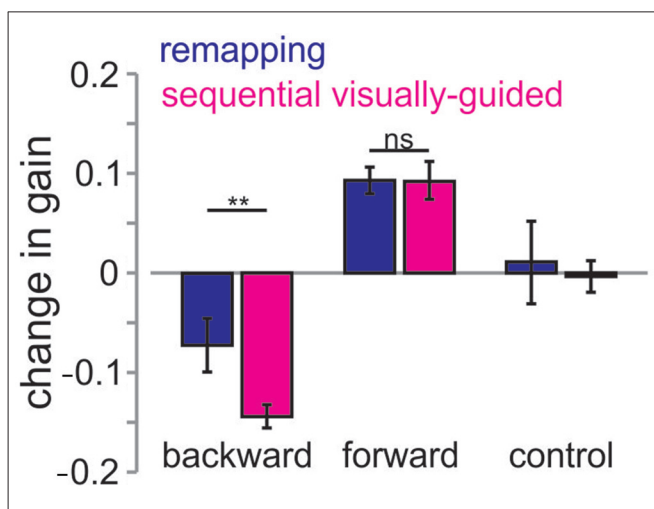 remapping
sequential visually-guided
change in gain
0.2
0.1
0
-0.1
-0.2
**
ns
backward forward control